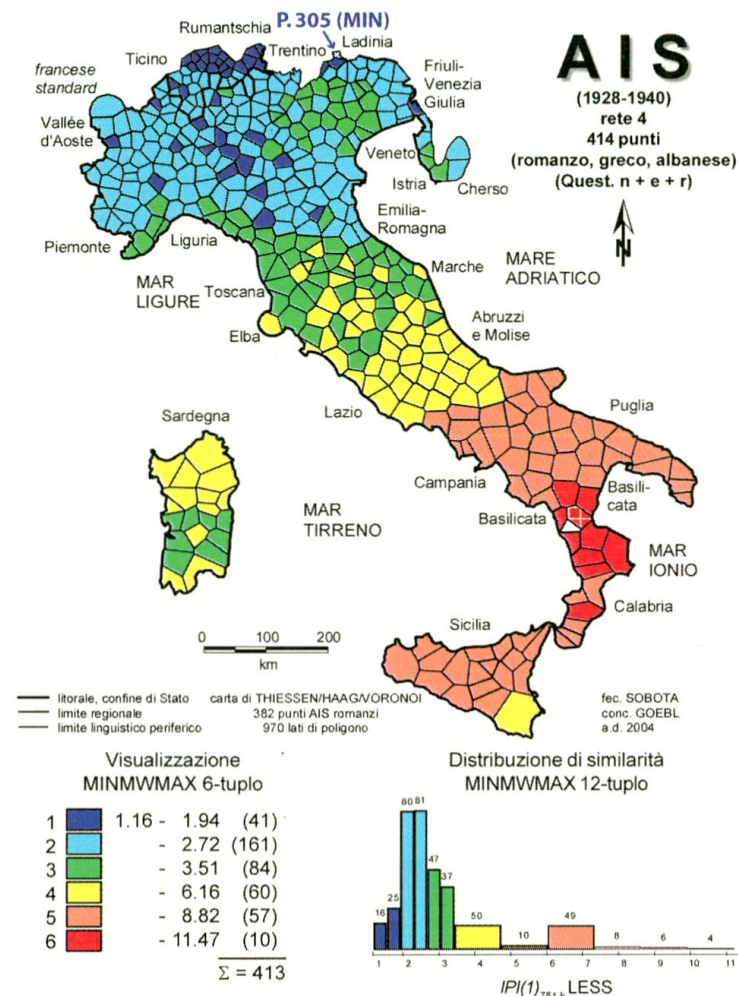 P. 305 (MIN)
Rumantschia
Trentino
Ladinia
Ticino
francese
standard
Friuli-
Venezia
Giulia
Vallée
d'Aoste
Veneto
Istria
Cherso
Emilia-
Romagna
Piemonte
Liguria
MAR
LIGURE
Toscana
Marche
MARE
ADRIATICO
Elba
Abruzzi
e Molise
Lazio
Puglia
Sardegna
Campania
Basili-
cata
Basilicata
MAR
TIRRENO
MAR
IONIO
Calabria
Sicilia
AIS
(1928-1940)
rete 4
414 punti
(romanzo, greco, albanese)
(Quest. n + e + r)
N
0 100 200
km
litorale, confine di Stato
limite regionale
limite linguistico periferico
carta di THIESSEN/HAAG/VORONOI
382 punti AIS romanzi
970 lati di poligono
fec. SOBOTA
conc. GOEBL
a.d. 2004
Visualizzazione
MINMWMAX 6-tuplo
1 1.16 - 1.94 (41)
2 - 2.72 (161)
3 - 3.51 (84)
4 - 6.16 (60)
5 - 8.82 (57)
6 - 11.47 (10)
Σ = 413
Distribuzione di similarità
MINMWMAX 12-tuplo
16 25 80 81 47 37 50 10 49 8 6 4
1 2 3 4 5 6 7 8 9 10 11
IPI(1) LESS